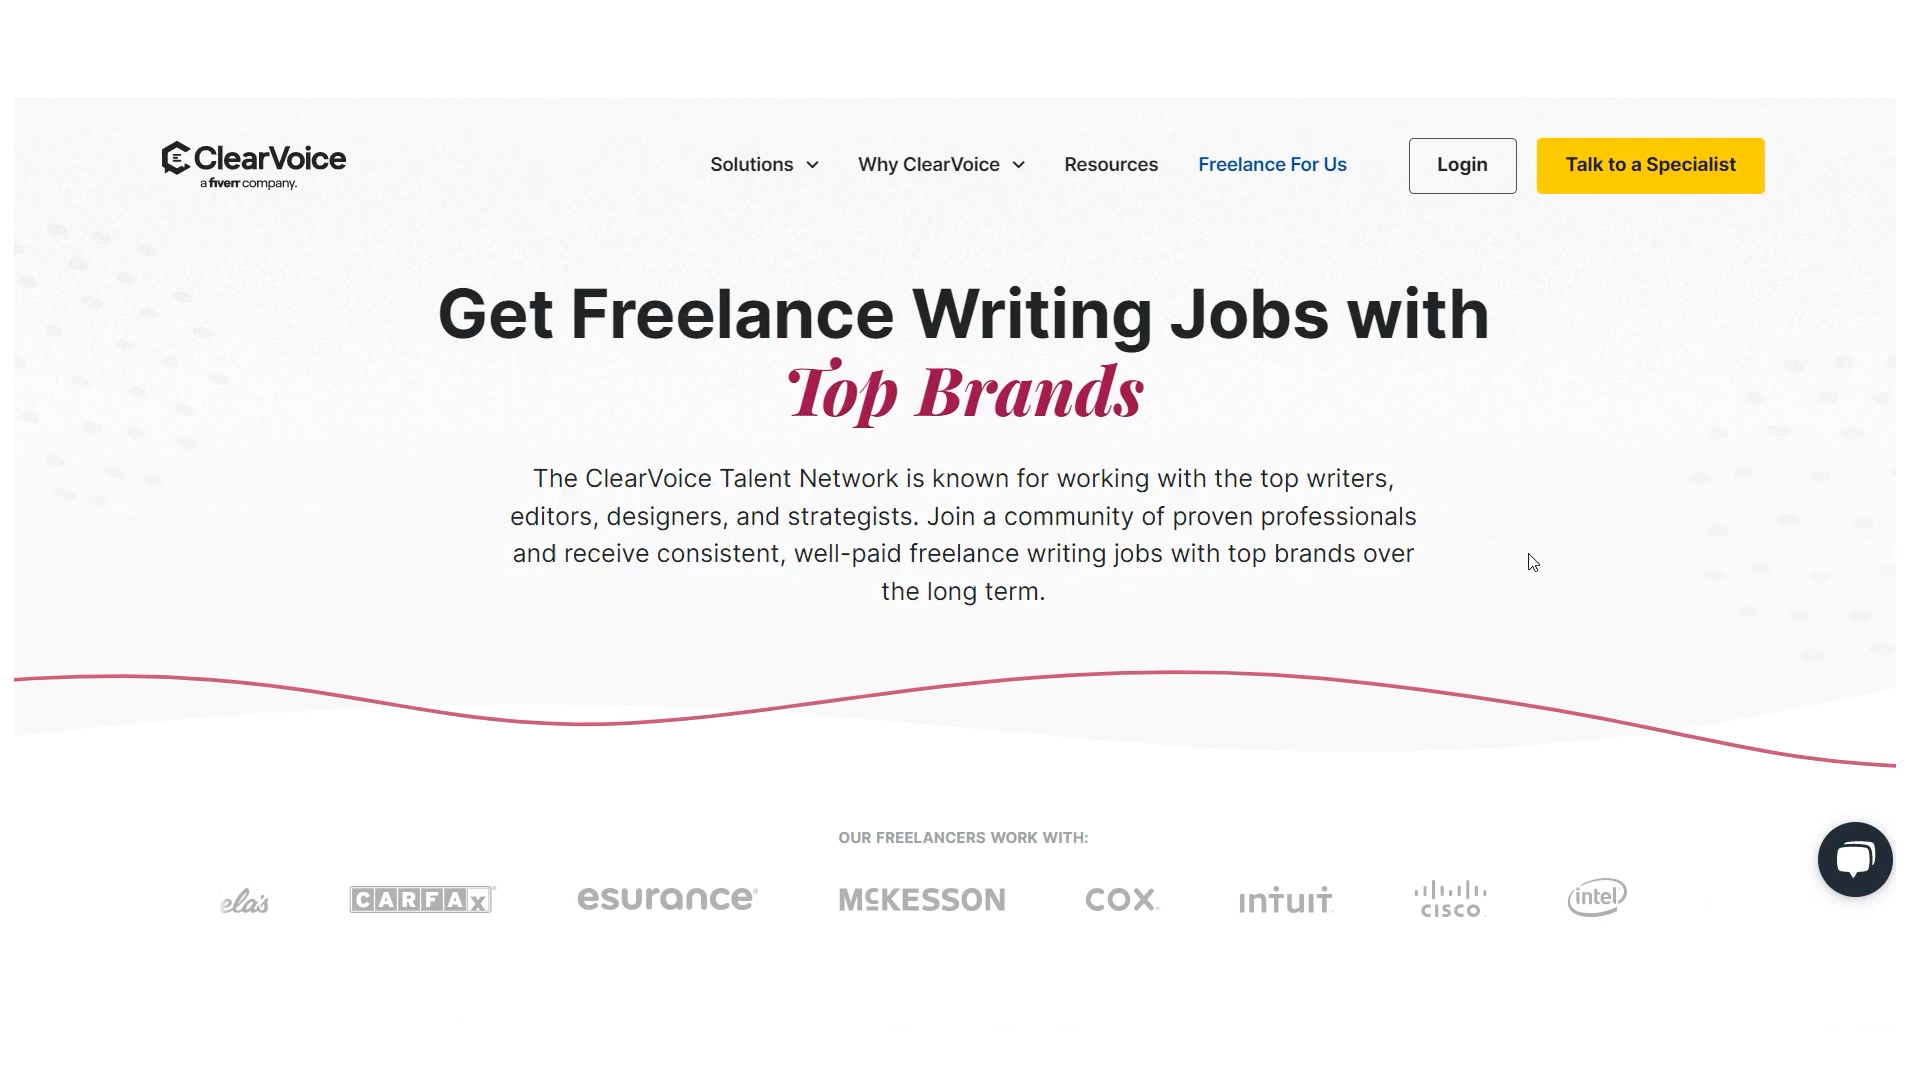 ClearVoice
a fiverr company.
Solutions
Why ClearVoice
Resources
Freelance For Us
Login
Talk to a Specialist
Get Freelance Writing Jobs with
Top Brands
The ClearVoice Talent Network is known for working with the top writers,
editors, designers, and strategists. Join a community of proven professionals
and receive consistent, well-paid freelance writing jobs with top brands over
the long term.
OUR FREELANCERS WORK WITH:
ela's
CARFAX
esurance
MCKESSON
COX
intuit
CISCO
intel